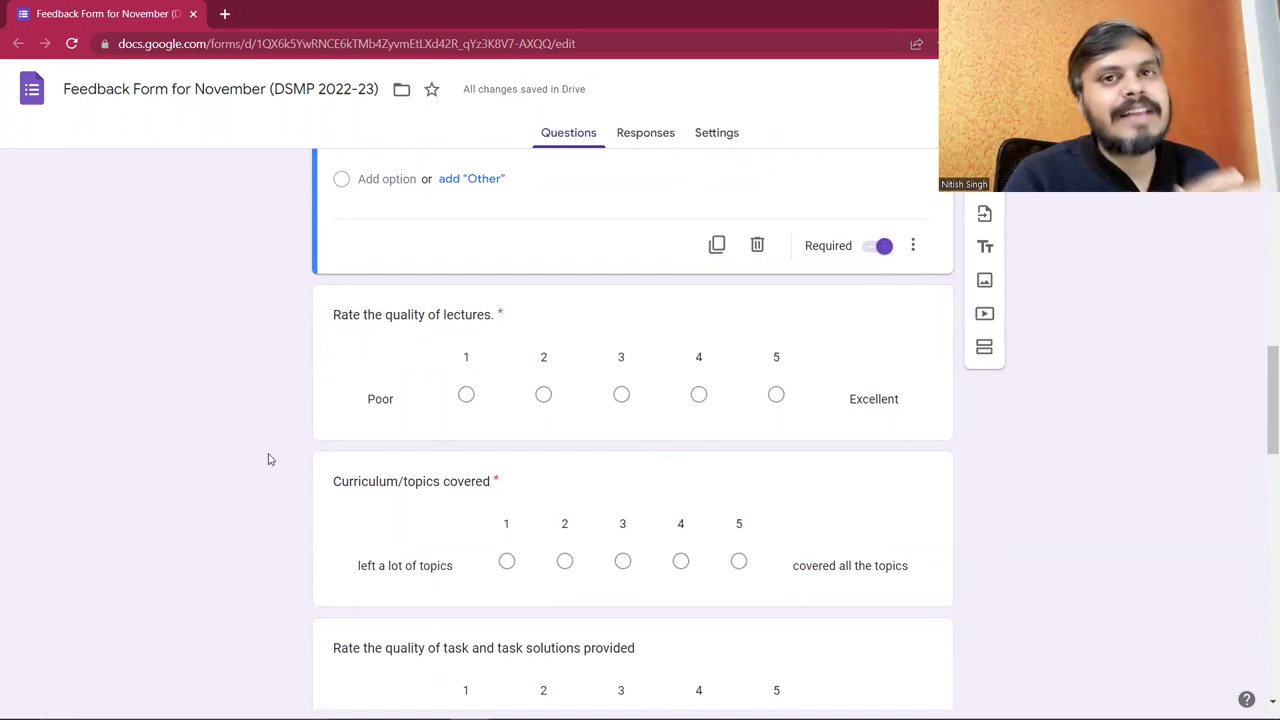 Feedback Form for November (D
docs.google.com/forms/d/1QX6k5YwRNCE6kTMb4ZyvmEtLXd42R_qYz3K8V7-AXQQ/edit
Feedback Form for November (DSMP 2022-23)
All changes saved in Drive
Questions
Responses
Settings
Nitish Singh
Add option or add "Other"
Required
Tт
Rate the quality of lectures. *
1 2 3 4 5
Poor
Excellent
Curriculum/topics covered *
1 2 3 4 5
left a lot of topics
covered all the topics
Rate the quality of task and task solutions provided
1 2 3 4 5